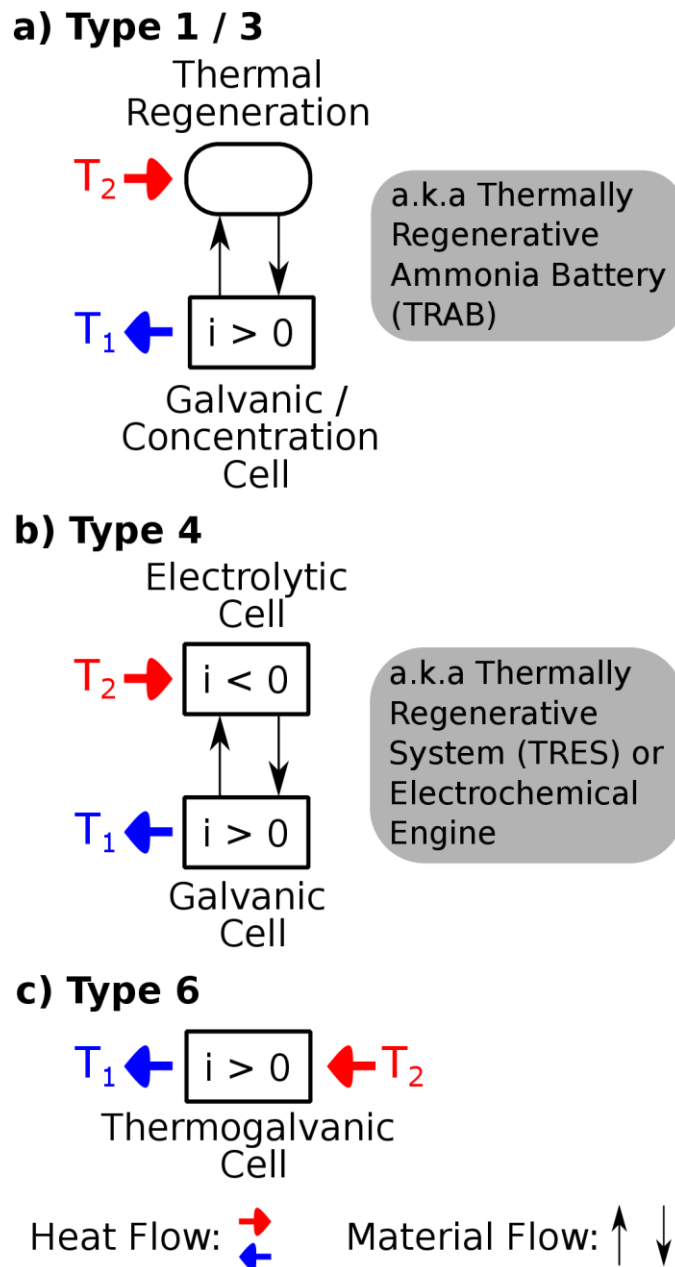 a) Type 1 / 3
Thermal
Regeneration
T2
a.k.a Thermally
Regenerative
Ammonia Battery
(TRAB)
T1
i > 0
Galvanic /
Concentration
Cell
b) Type 4
Electrolytic
Cell
T2
i < 0
a.k.a Thermally
Regenerative
System (TRES) or
Electrochemical
Engine
T1
i > 0
Galvanic
Cell
c) Type 6
T1
i > 0
T2
Thermogalvanic
Cell
Heat Flow:
Material Flow: